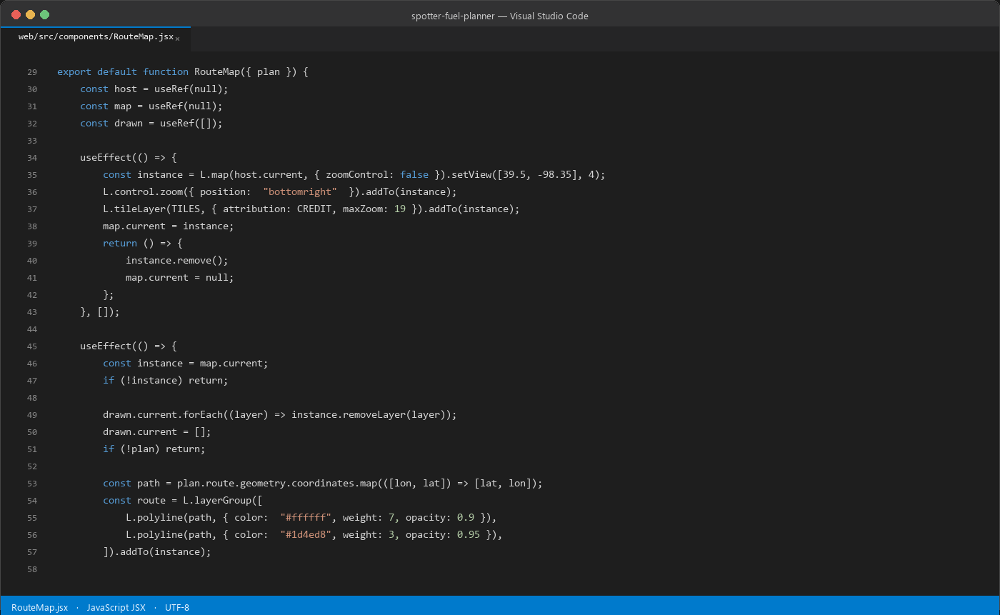 spotter-fuel-planner — Visual Studio Code
web/src/components/RouteMap.jsx ×
29 export default function RouteMap({ plan }) {
30     const host = useRef(null);
31     const map = useRef(null);
32     const drawn = useRef([]);
33
34     useEffect(() => {
35         const instance = L.map(host.current, { zoomControl: false }).setView([39.5, -98.35], 4);
36         L.control.zoom({ position:  "bottomright"  }).addTo(instance);
37         L.tileLayer(TILES, { attribution: CREDIT, maxZoom: 19 }).addTo(instance);
38         map.current = instance;
39         return () => {
40             instance.remove();
41             map.current = null;
42         };
43     }, []);
44
45     useEffect(() => {
46         const instance = map.current;
47         if (!instance) return;
48
49         drawn.current.forEach((layer) => instance.removeLayer(layer));
50         drawn.current = [];
51         if (!plan) return;
52
53         const path = plan.route.geometry.coordinates.map(([lon, lat]) => [lat, lon]);
54         const route = L.layerGroup([
55             L.polyline(path, { color:  "#ffffff", weight: 7, opacity: 0.9 }),
56             L.polyline(path, { color:  "#1d4ed8", weight: 3, opacity: 0.95 }),
57         ]).addTo(instance);
58
RouteMap.jsx · JavaScript JSX · UTF-8